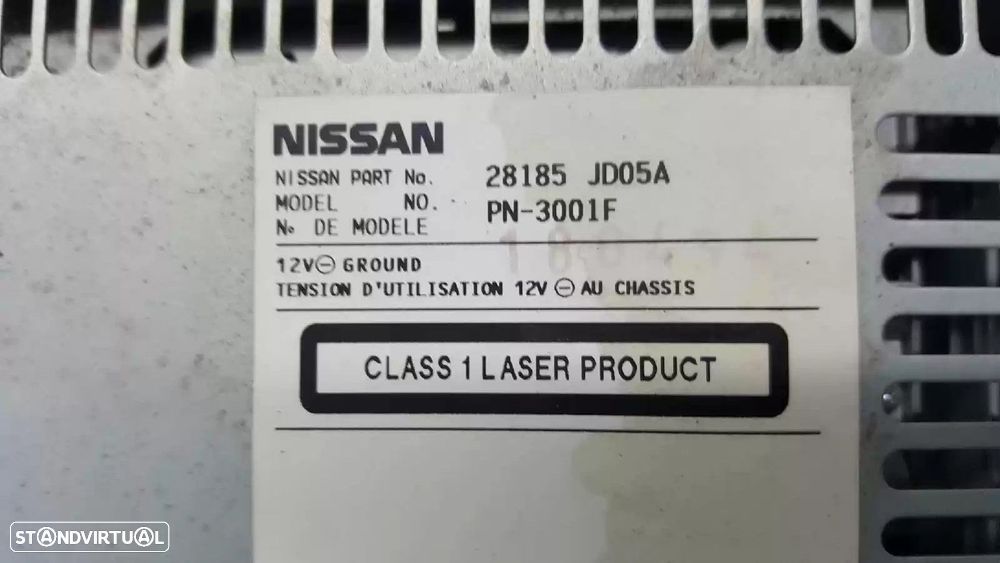 NISSAN
NISSAN PART No. 28185 JD05A
MODEL NO. PN-3001F
No DE MODELE
12V⊖ GROUND
TENSION D'UTILISATION 12V ⊖ AU CHASSIS
CLASS 1 LASER PRODUCT
STANDVIRTUAL